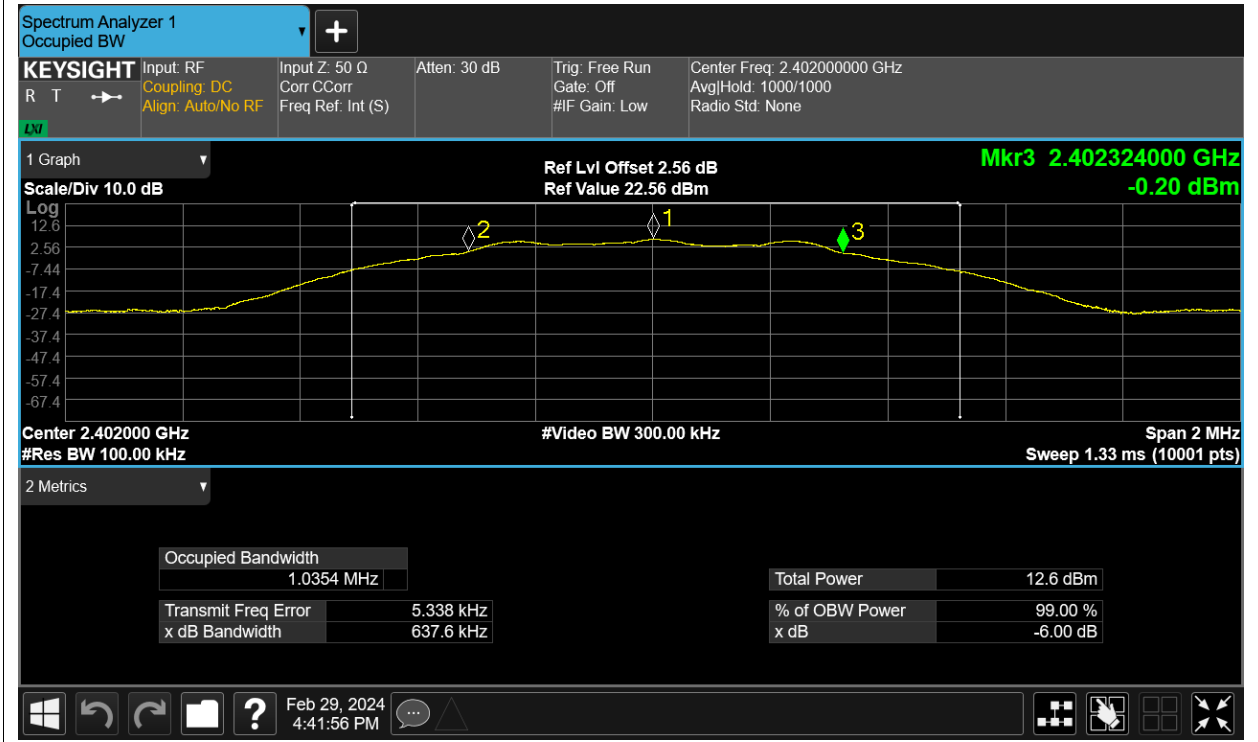 Spectrum Analyzer 1
Occupied BW
KEYSIGHT
R T
LXI
Input: RF
Coupling: DC
Align: Auto/No RF
Input Z: 50 Ω
Corr CCorr
Freq Ref: Int (S)
Atten: 30 dB
Trig: Free Run
Gate: Off
#IF Gain: Low
Center Freq: 2.402000000 GHz
Avg|Hold: 1000/1000
Radio Std: None
1 Graph
Scale/Div 10.0 dB
Ref Lvl Offset 2.56 dB
Ref Value 22.56 dBm
Mkr3 2.402324000 GHz
-0.20 dBm
Log
12.6
2.56
-7.44
-17.4
-27.4
-37.4
-47.4
-57.4
-67.4
2
1
3
Center 2.402000 GHz
#Res BW 100.00 kHz
#Video BW 300.00 kHz
Span 2 MHz
Sweep 1.33 ms (10001 pts)
2 Metrics
Occupied Bandwidth
1.0354 MHz
Transmit Freq Error 5.338 kHz
x dB Bandwidth 637.6 kHz
Total Power 12.6 dBm
% of OBW Power 99.00 %
x dB -6.00 dB
?
Feb 29, 2024
4:41:56 PM